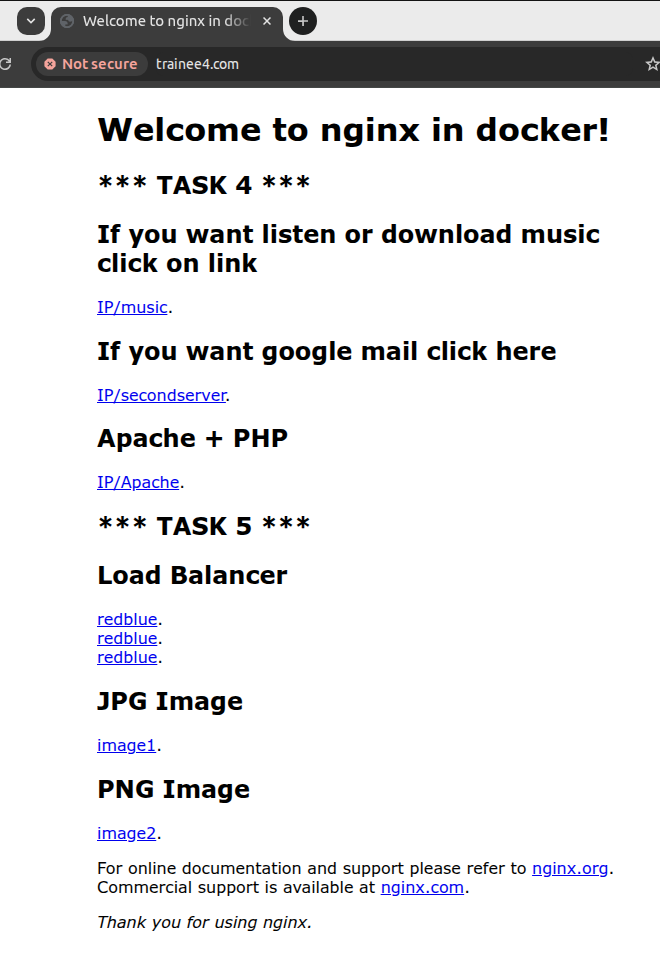 Welcome to nginx in doc
Not secure trainee4.com
Welcome to nginx in docker!
*** TASK 4 ***
If you want listen or download music
click on link
IP/music.
If you want google mail click here
IP/secondserver.
Apache + PHP
IP/Apache.
*** TASK 5 ***
Load Balancer
redblue.
redblue.
redblue.
JPG Image
image1.
PNG Image
image2.
For online documentation and support please refer to nginx.org.
Commercial support is available at nginx.com.
Thank you for using nginx.